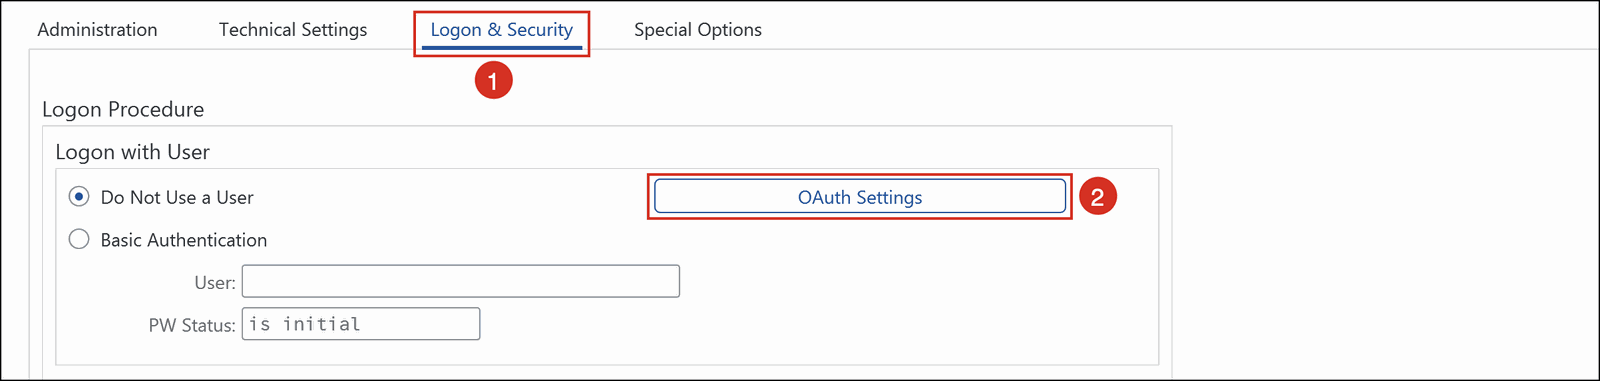 Administration Technical Settings Logon & Security Special Options
1
Logon Procedure
Logon with User
Do Not Use a User OAuth Settings 2
Basic Authentication
User:
PW Status: is initial